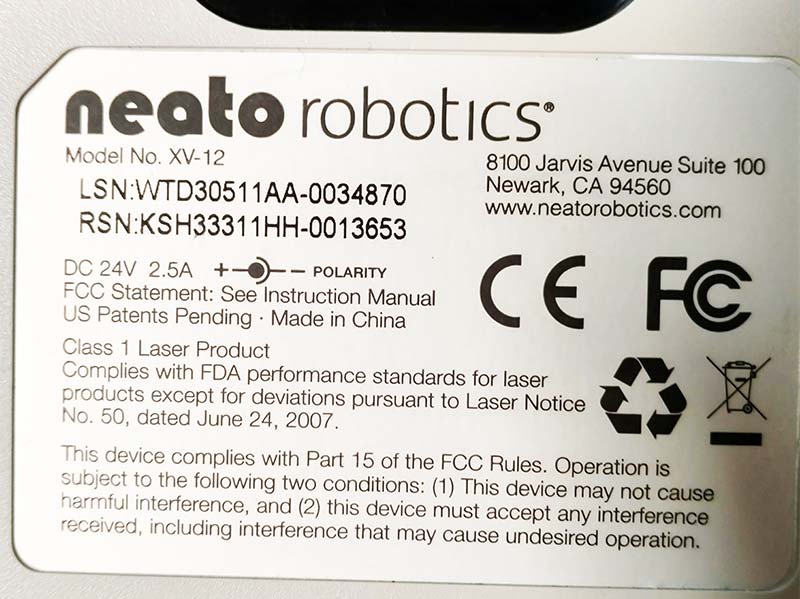 neato robotics®
Model No. XV-12
8100 Jarvis Avenue Suite 100
Newark, CA 94560
www.neatorobotics.com
LSN:WTD30511AA-0034870
RSN:KSH33311HH-0013653
DC 24V 2.5A + - - POLARITY
FCC Statement: See Instruction Manual
US Patents Pending · Made in China
CE FC
Class 1 Laser Product
Complies with FDA performance standards for laser
products except for deviations pursuant to Laser Notice
No. 50, dated June 24, 2007.
This device complies with Part 15 of the FCC Rules. Operation is
subject to the following two conditions: (1) This device may not cause
harmful interference, and (2) this device must accept any interference
received, including interference that may cause undesired operation.